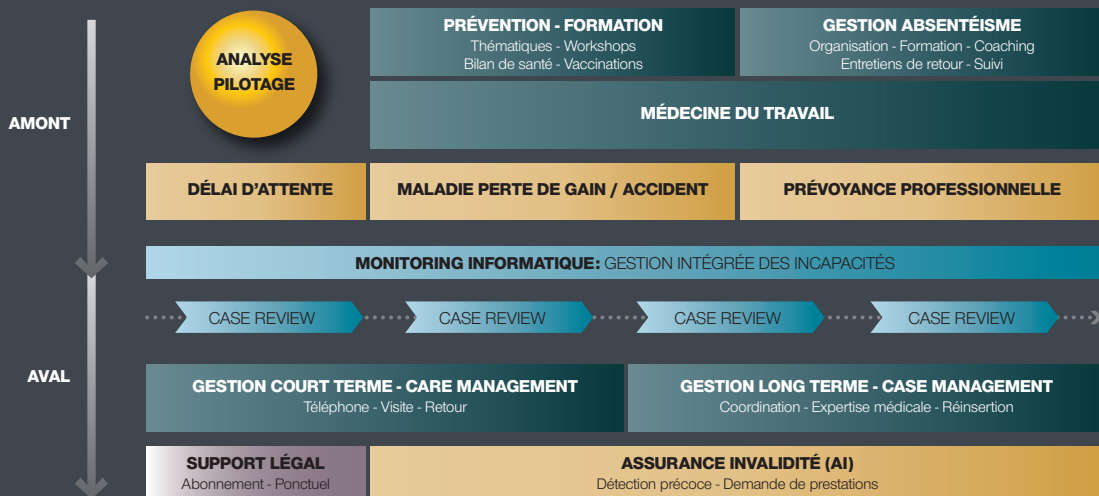 ANALYSE
PILOTAGE
PRÉVENTION - FORMATION
Thématiques - Workshops
Bilan de santé - Vaccinations
GESTION ABSENTÉISME
Organisation - Formation - Coaching
Entretiens de retour - Suivi
MÉDECINE DU TRAVAIL
AMONT
DÉLAI D'ATTENTE
MALADIE PERTE DE GAIN / ACCIDENT
PRÉVOYANCE PROFESSIONNELLE
MONITORING INFORMATIQUE: GESTION INTÉGRÉE DES INCAPACITÉS
CASE REVIEW
CASE REVIEW
CASE REVIEW
CASE REVIEW
AVAL
GESTION COURT TERME - CARE MANAGEMENT
Téléphone - Visite - Retour
GESTION LONG TERME - CASE MANAGEMENT
Coordination - Expertise médicale - Réinsertion
SUPPORT LÉGAL
Abonnement - Ponctuel
ASSURANCE INVALIDITÉ (AI)
Détection précoce - Demande de prestations